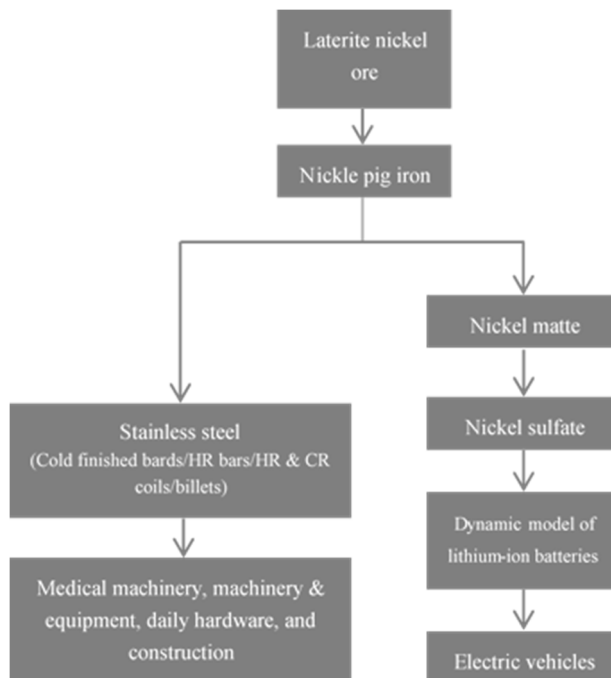 Laterite nickel
ore
Nickle pig iron
Nickel matte
Stainless steel
(Cold finished bards/HR bars/HR & CR
coils/billets)
Nickel sulfate
Dynamic model of
lithium-ion batteries
Medical machinery, machinery &
equipment, daily hardware, and
construction
Electric vehicles